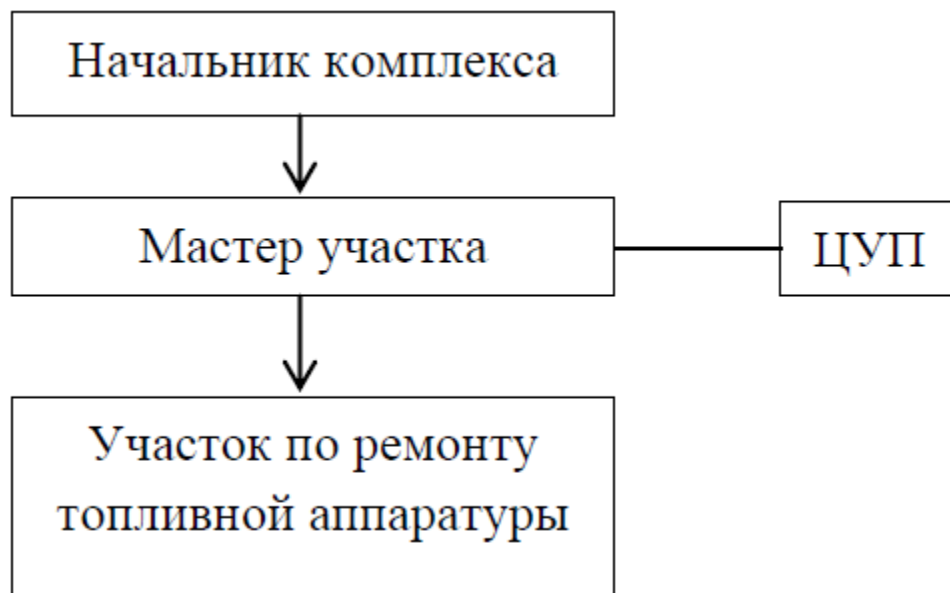 Начальник комплекса
Мастер участка
ЦУП
Участок по ремонту
топливной аппаратуры